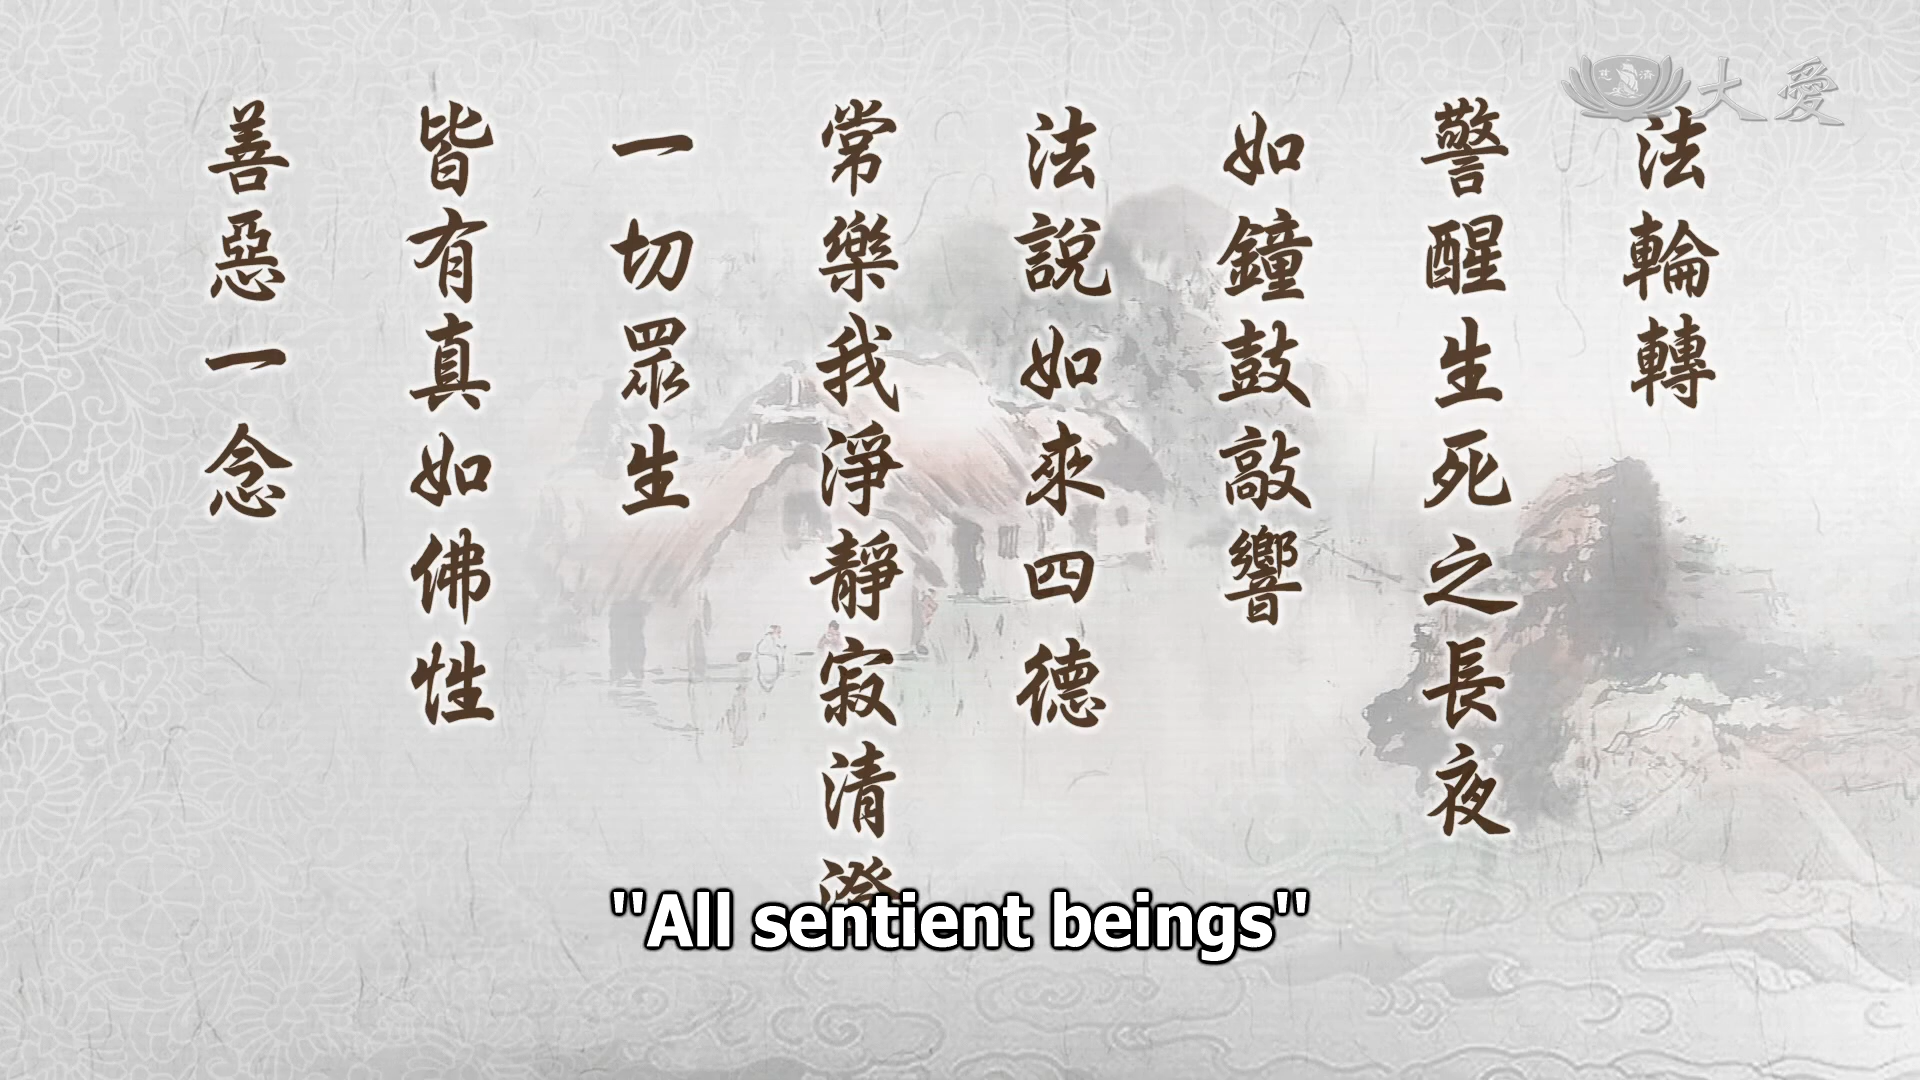 大愛
法輪轉
警醒生死之長夜
如鐘鼓敲響
法說如來四德
常樂我淨靜寂清澄
一切眾生
皆有真如佛性
善惡一念
"All sentient beings"